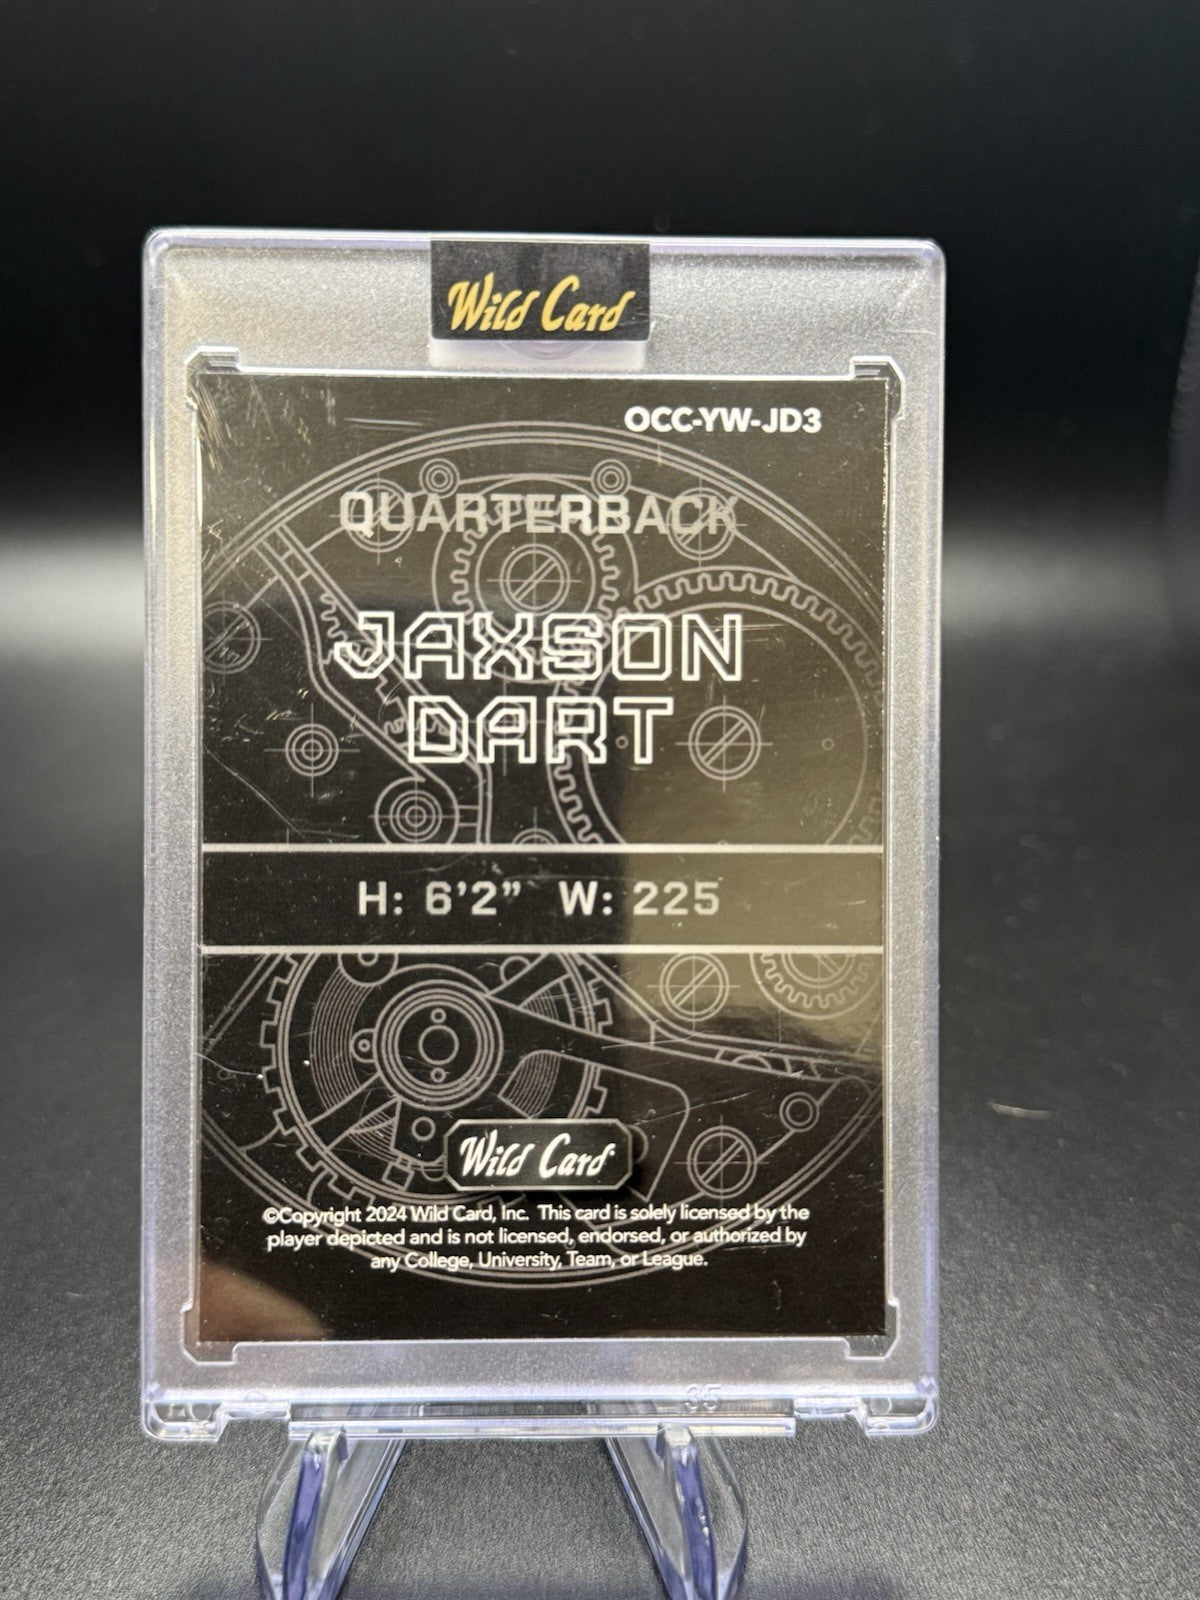 Wild Card
OCC-YW-JD3
QUARTERBACK
JAXSON
DART
H: 6'2” W: 225
Wild Card
©Copyright 2024 Wild Card, Inc. This card is solely licensed by the
player depicted and is not licensed, endorsed, or authorized by
any College, University, Team, or League.
35